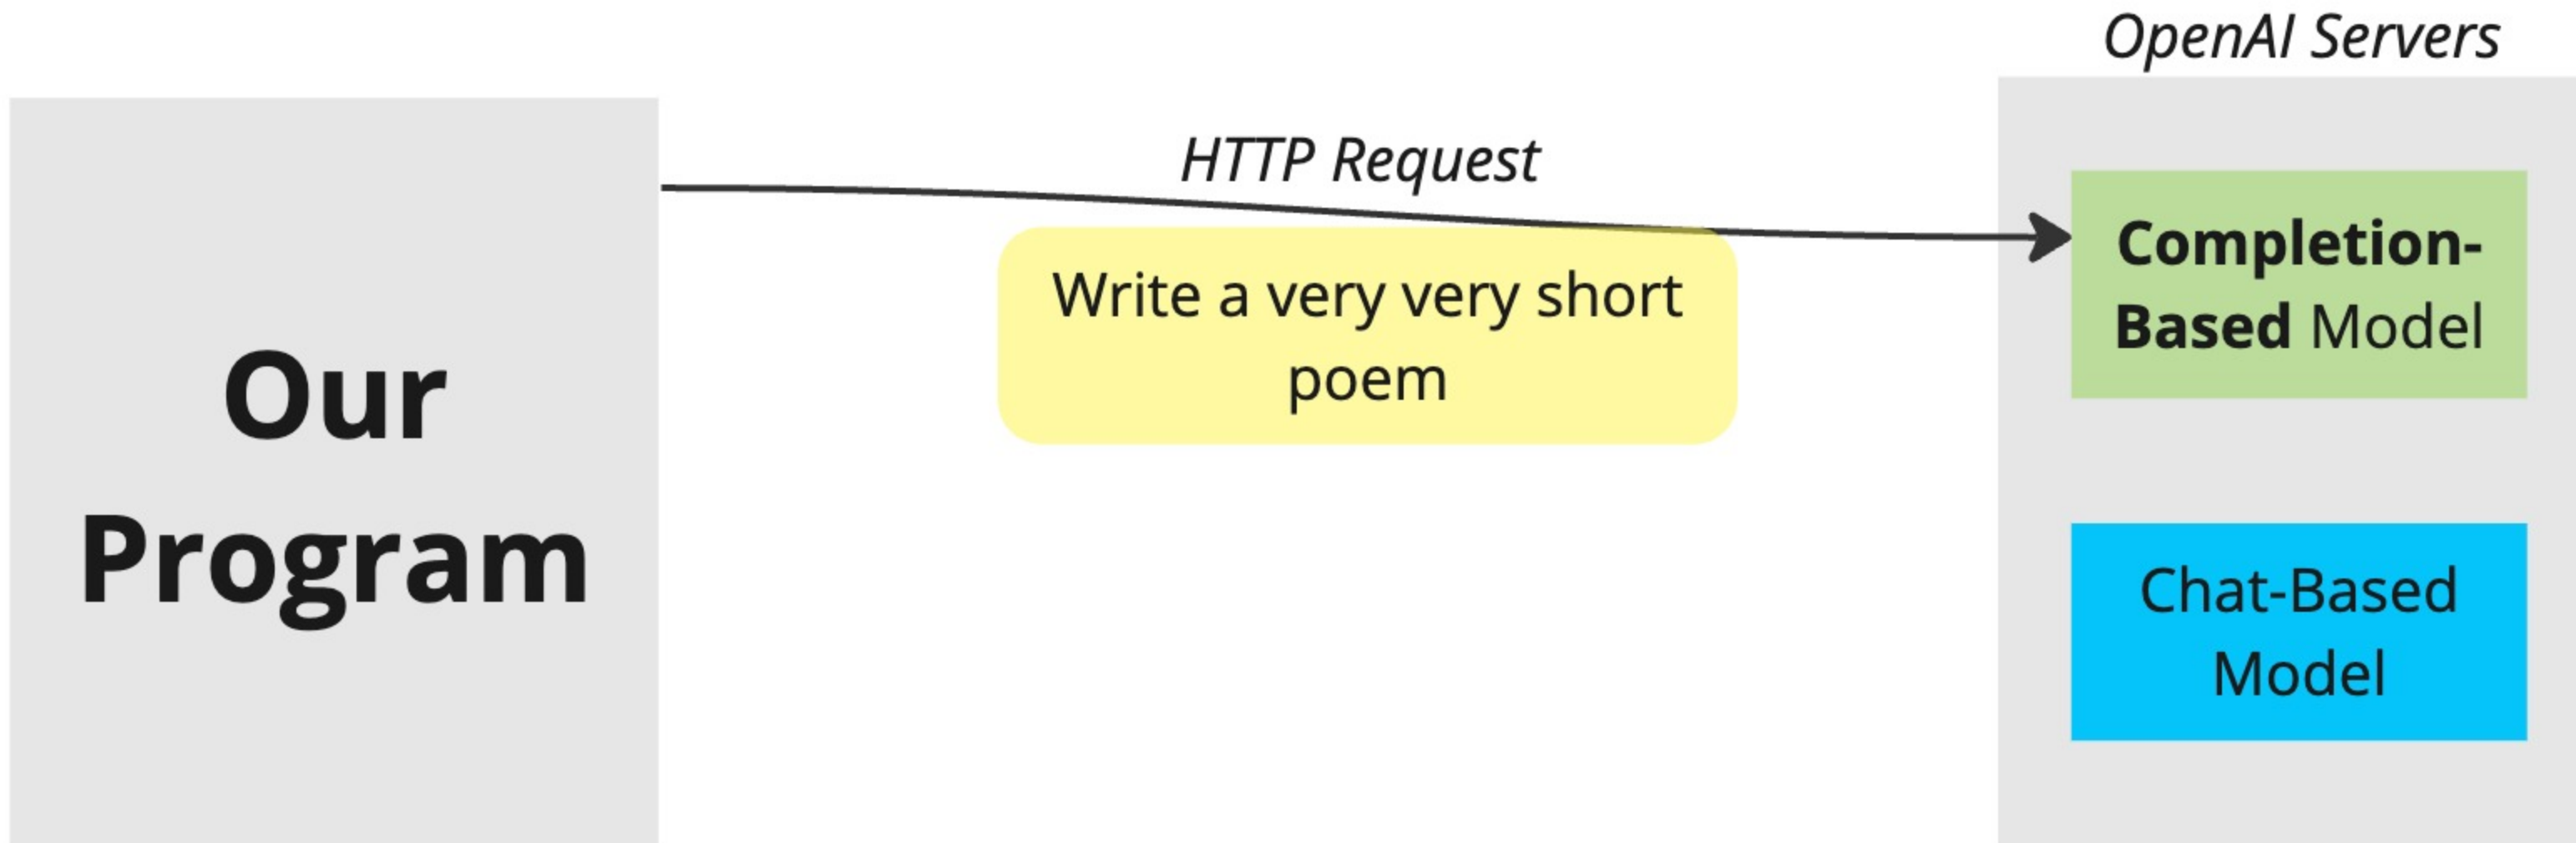 OpenAI Servers
HTTP Request
Our
Program
Write a very very short
poem
Completion-
Based Model
Chat-Based
Model